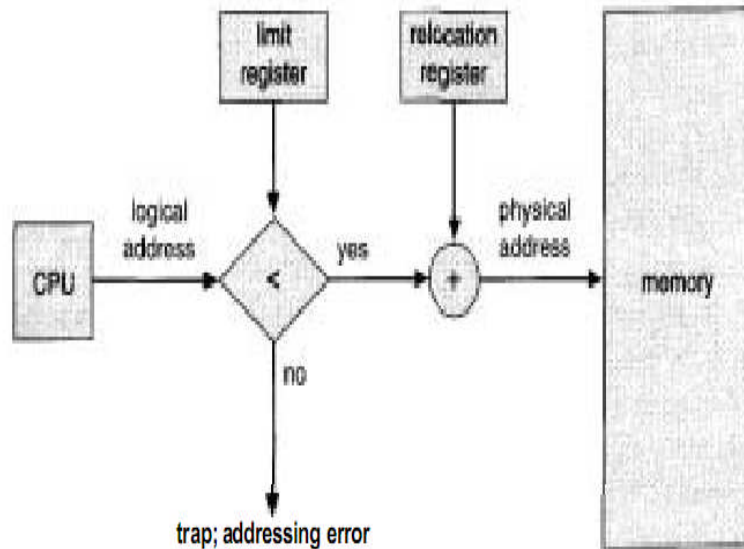 limit
register
relocation
register
logical
address
physical
address
CPU
<
yes
+
memory
no
trap; addressing error